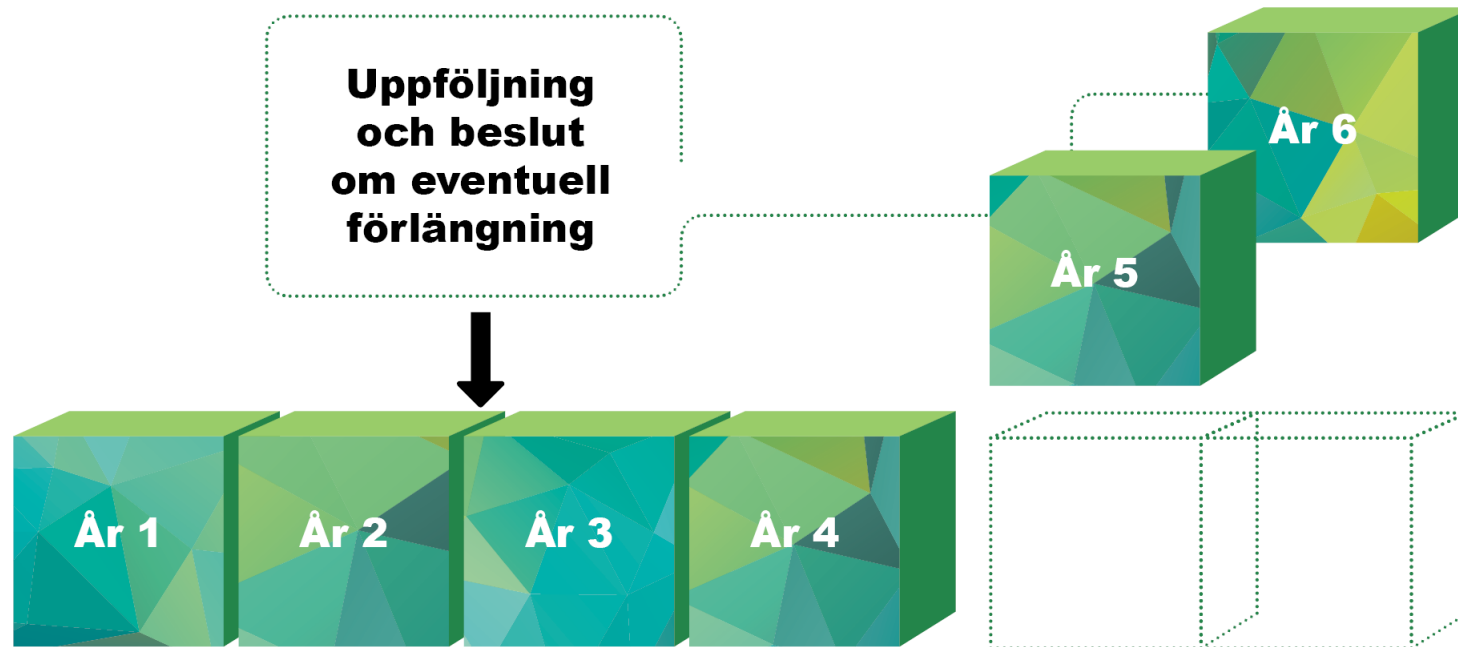 Uppföljning
och beslut
om eventuell
förlängning
År 6
År 5
År 1
År 2
År 3
År 4